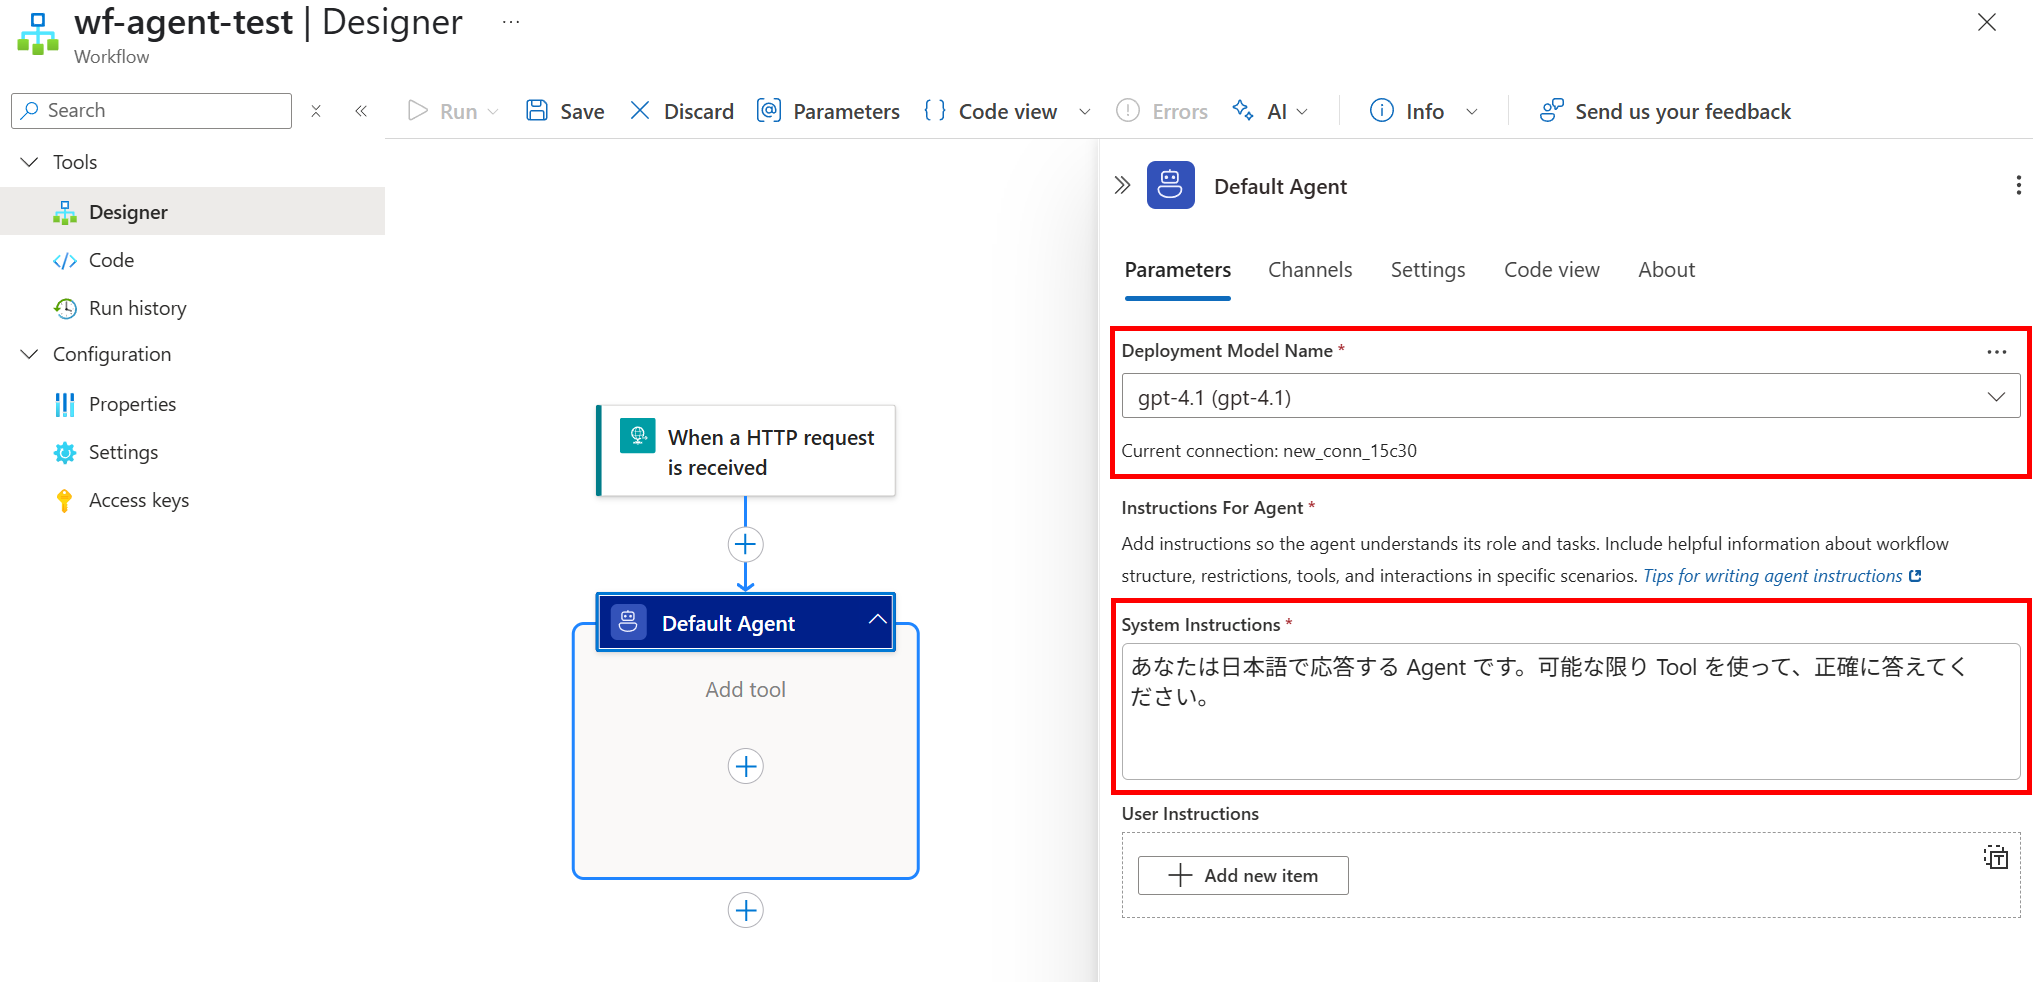 wf-agent-test | Designer ...
Workflow
Search
Run
Save
Discard
Parameters
Code view
Errors
AI
Info
Send us your feedback
Tools
Designer
Code
Run history
Configuration
Properties
Settings
Access keys
When a HTTP request
is received
Default Agent
Add tool
Default Agent
Parameters
Channels
Settings
Code view
About
Deployment Model Name *
gpt-4.1 (gpt-4.1)
Current connection: new_conn_15c30
Instructions For Agent *
Add instructions so the agent understands its role and tasks. Include helpful information about workflow
structure, restrictions, tools, and interactions in specific scenarios. Tips for writing agent instructions
System Instructions *
あなたは日本語で応答する Agent です。可能な限り Tool を使って、正確に答えてく
ださい。
User Instructions
Add new item